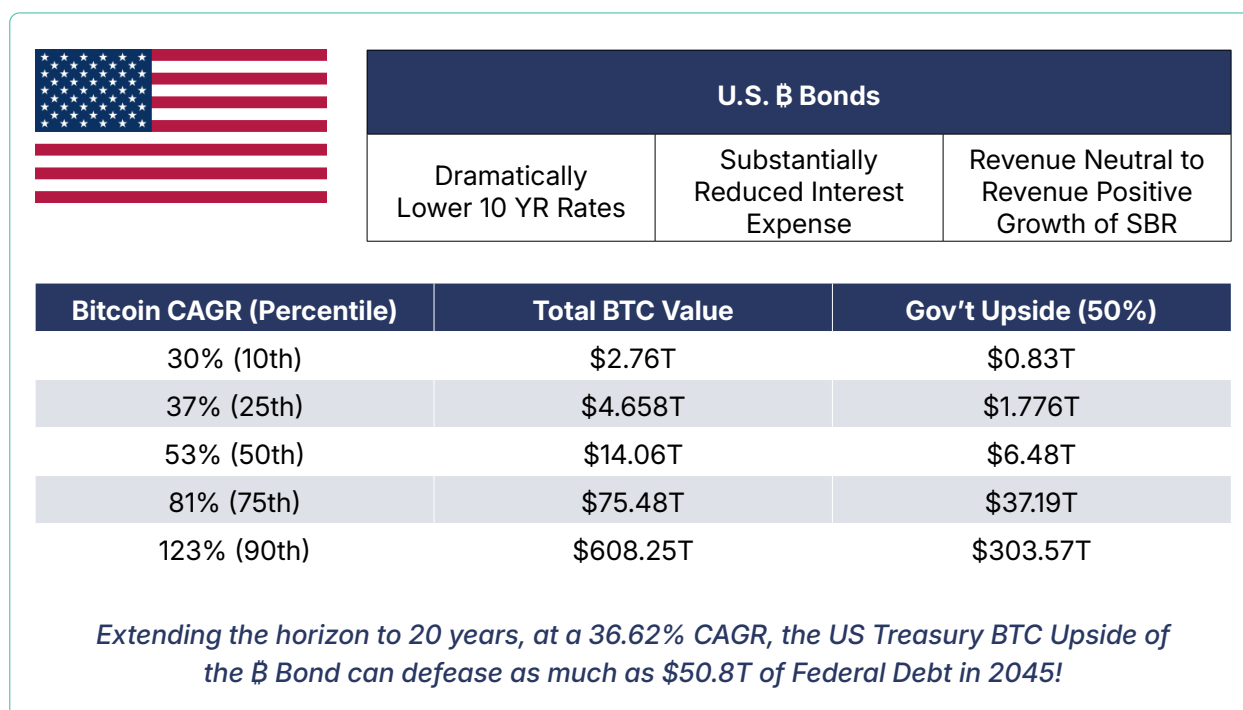 U.S. ₿ Bonds
Dramatically
Lower 10 YR Rates
Substantially
Reduced Interest
Expense
Revenue Neutral to
Revenue Positive
Growth of SBR
Bitcoin CAGR (Percentile) Total BTC Value Gov’t Upside (50%)
30% (10th) $2.76T $0.83T
37% (25th) $4.658T $1.776T
53% (50th) $14.06T $6.48T
81% (75th) $75.48T $37.19T
123% (90th) $608.25T $303.57T
Extending the horizon to 20 years, at a 36.62% CAGR, the US Treasury BTC Upside of
the ₿ Bond can defease as much as $50.8T of Federal Debt in 2045!